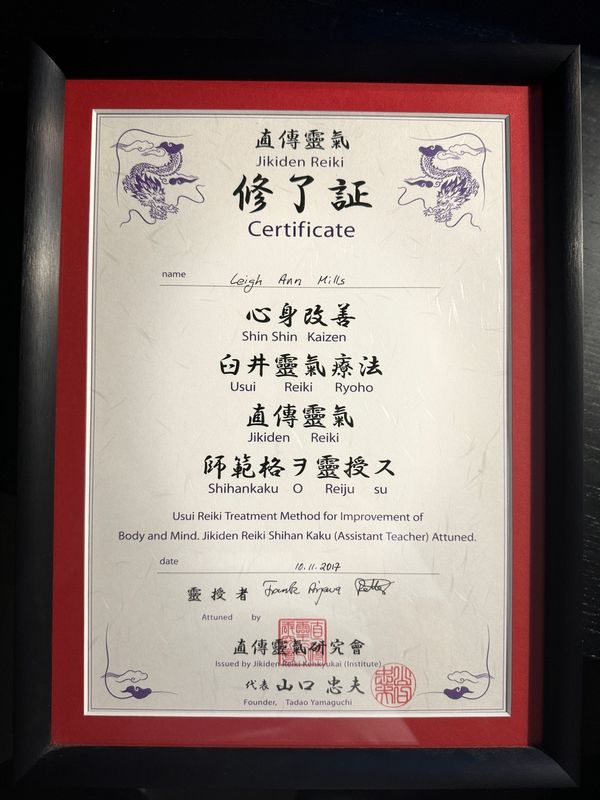 直傳靈氣
Jikiden Reiki
修了証
Certificate
name Leigh Ann Mills
心身改善
Shin Shin Kaizen
臼井靈氣療法
Usui Reiki Ryoho
直傳靈氣
Jikiden Reiki
師範格ヲ靈授ス
Shihankaku O Reiju su
Usui Reiki Treatment Method for Improvement of
Body and Mind. Jikiden Reiki Shihan Kaku (Assistant Teacher) Attuned.
date 10.11.2017
靈授者 Frank
Attuned by
直傳靈氣研究會
Issued by Jikiden Reiki Kenkyukai (Institute)
代表 山口忠夫
Founder, Tadao Yamaguchi